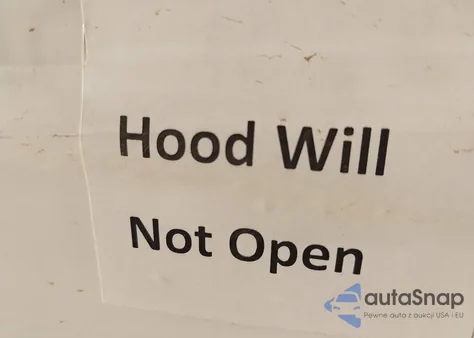 Hood Will
Not Open
autaSnap
Pewne auta z aukcji USA i EU